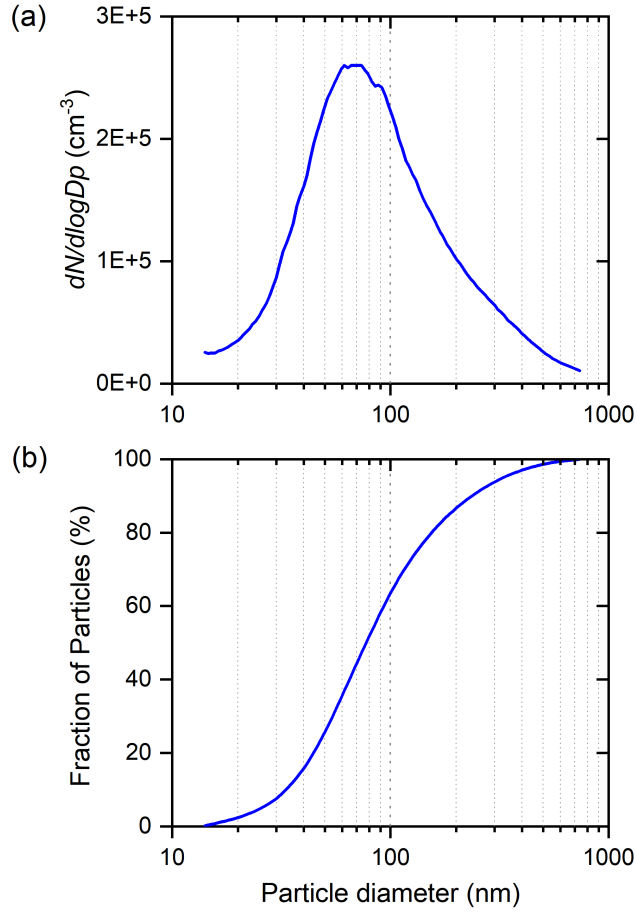 (a)
3E+5
2E+5
1E+5
0E+0
dN/dlogDp (cm-3)
10
100
1000
(b)
100
80
60
40
20
0
Fraction of Particles (%)
10
100
1000
Particle diameter (nm)